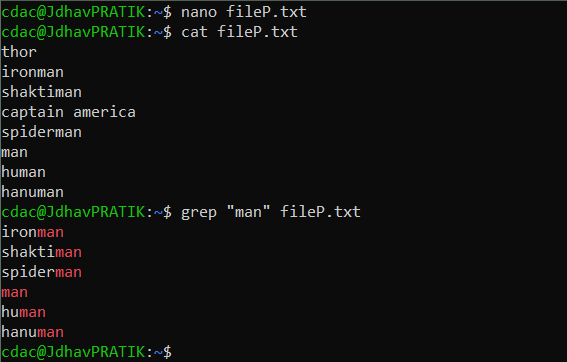 cdac@JdhavPRATIK:~$ nano fileP.txt
cdac@JdhavPRATIK:~$ cat fileP.txt
thor
ironman
shaktiman
captain america
spiderman
man
human
hanuman
cdac@JdhavPRATIK:~$ grep "man" fileP.txt
ironman
shaktiman
spiderman
man
human
hanuman
cdac@JdhavPRATIK:~$